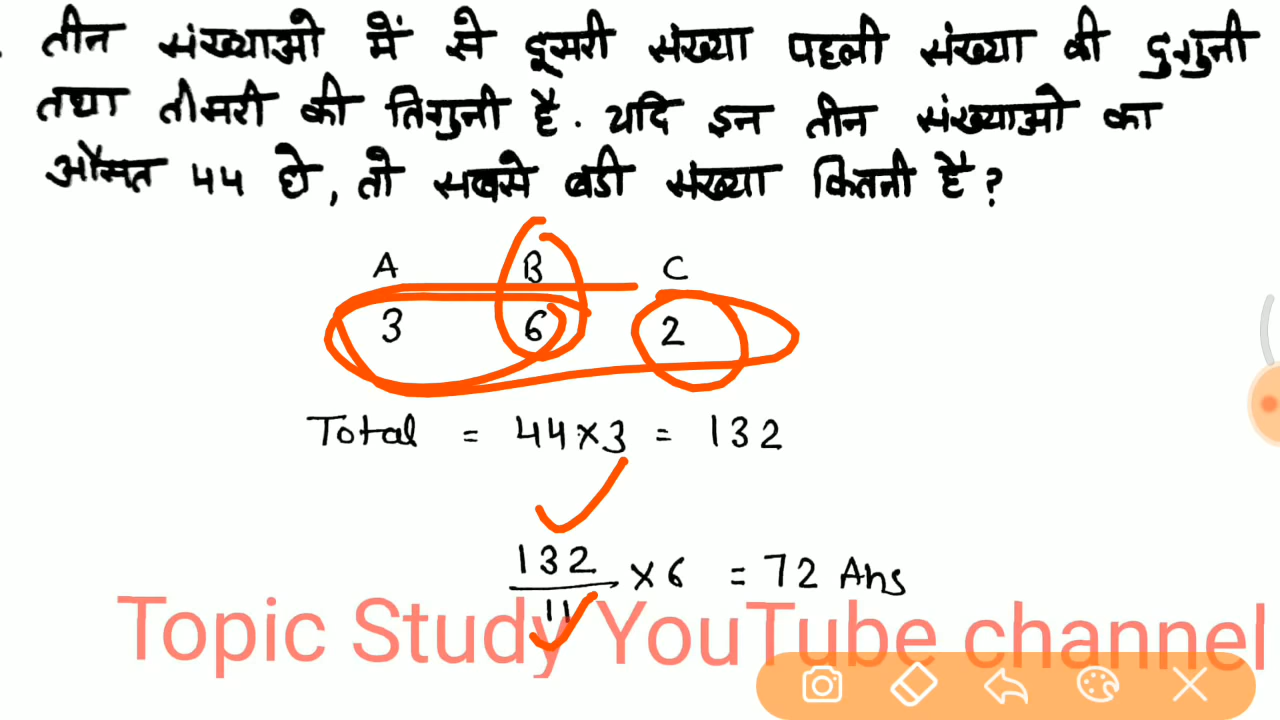 तीन संख्याओ में से दूसरी संख्या पहली संख्या की दुगुनी
तथा तीसरी की तिगुनी है. यदि इन तीन संख्याओ का
औसत 44 है, तो सबसे बडी संख्या कितनी है?
A B C
3 6 2
Total = 44×3 = 132
132/11 ×6 = 72 Ans
Topic Study YouTube channel